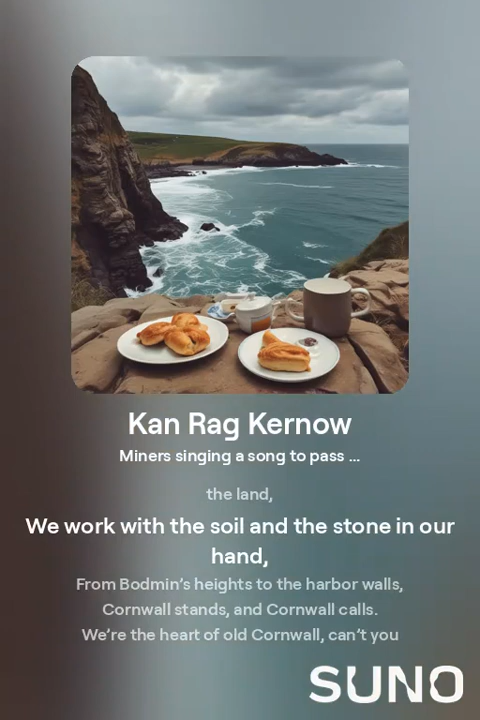 Kan Rag Kernow
Miners singing a song to pass ...
the land,
We work with the soil and the stone in our
hand,
From Bodmin’s heights to the harbor walls,
Cornwall stands, and Cornwall calls.
We’re the heart of old Cornwall, can’t you
SUNO